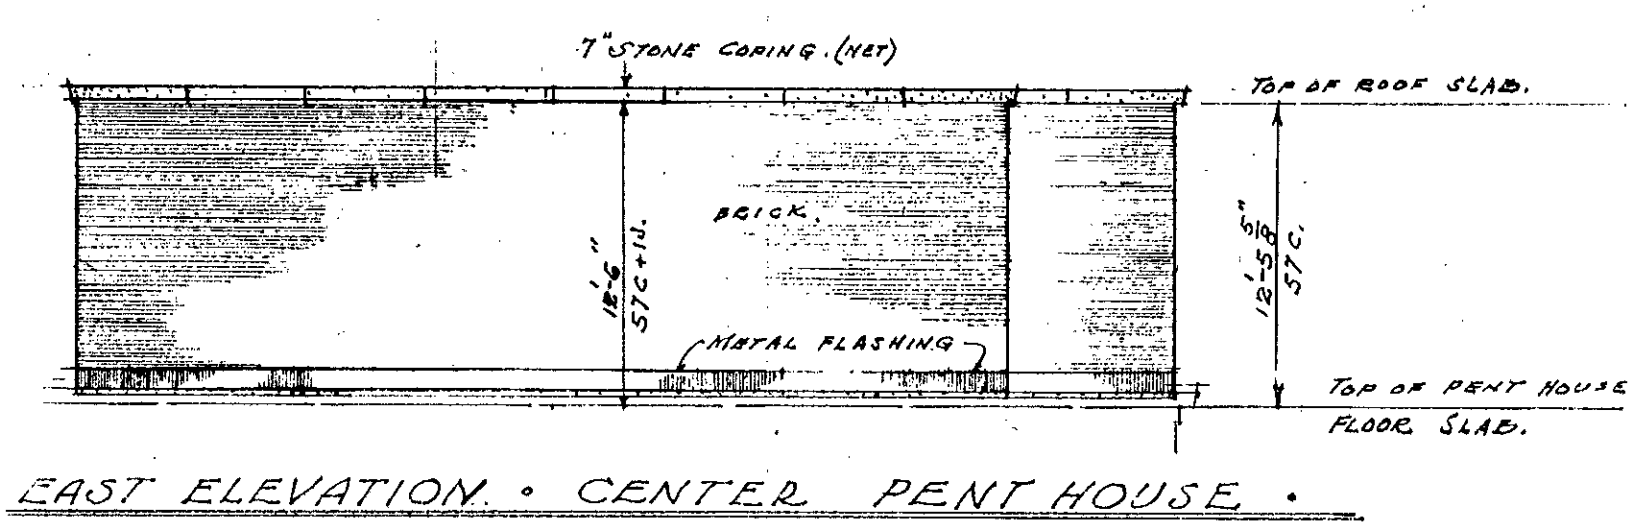 7" STONE COPING. (NET)
TOP OF ROOF SLAB.
BRICK.
12'-6"
57C+1J.
12'-5 5/8"
57C.
METAL FLASHING
TOP OF PENT HOUSE
FLOOR SLAB.
EAST ELEVATION. • CENTER PENT HOUSE •